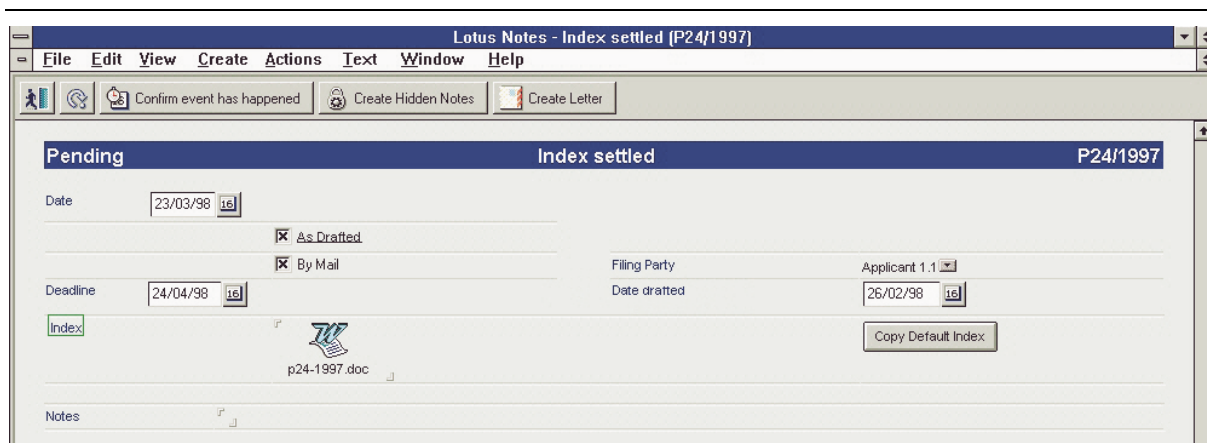 Lotus Notes - Index settled (P24/1997)
File Edit View Create Actions Text Window Help
Confirm event has happened Create Hidden Notes Create Letter
Pending Index settled P24/1997
Date 23/03/98 16
As Drafted
By Mail Filing Party Applicant 1.1
Deadline 24/04/98 16 Date drafted 26/02/98 16
Index Copy Default Index
p24-1997.doc
Notes